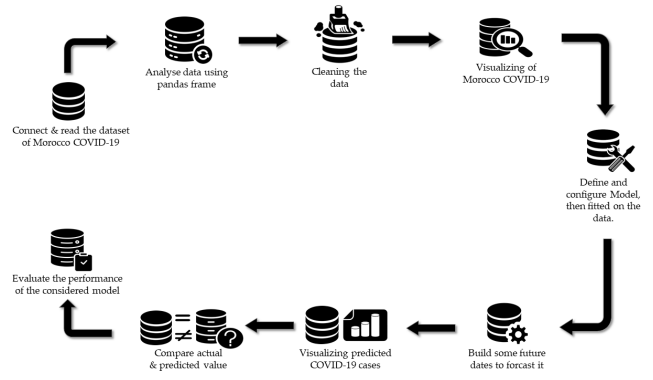 Connect & read the dataset
of Morocco COVID-19
Analyse data using
pandas frame
Cleaning the
data
Visualizing of
Morocco COVID-19
Define and
configure Model,
then fitted on the
data.
Build some future
dates to forcast it
Visualizing predicted
COVID-19 cases
Compare actual
& predicted value
Evaluate the performance
of the considered model